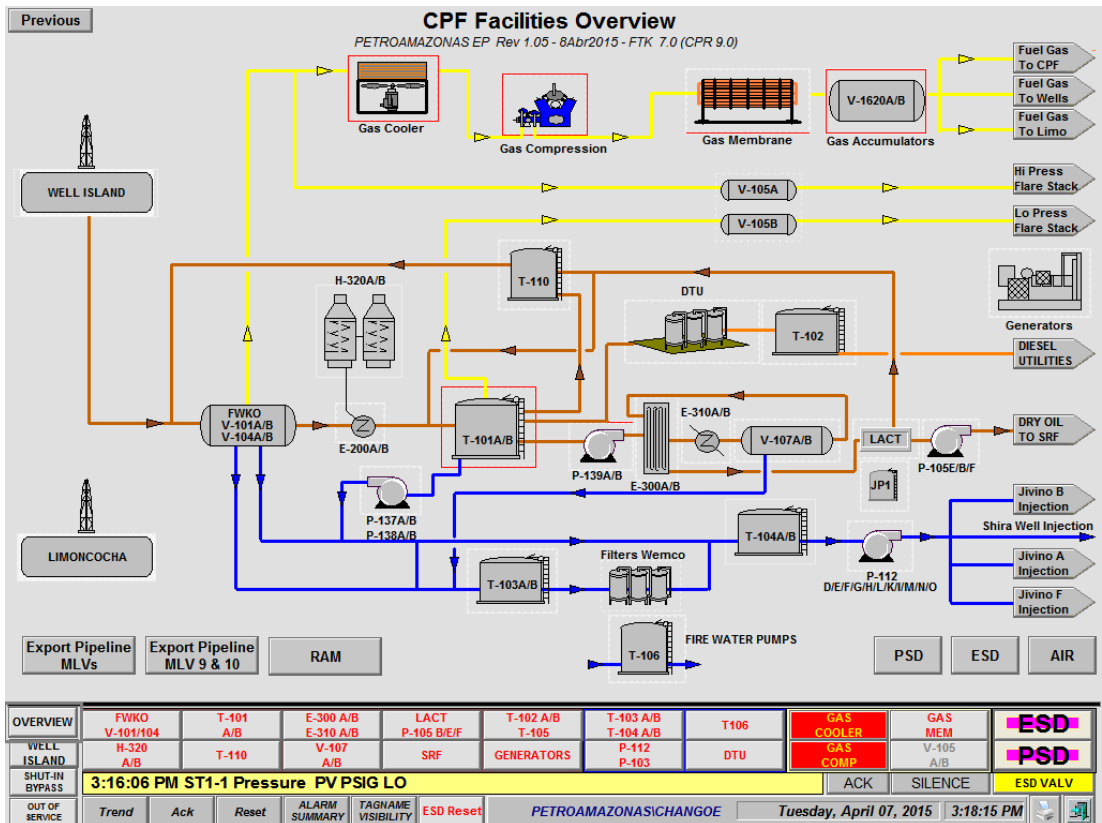 Previous
CPF Facilities Overview
PETROAMAZONAS EP Rev 1.05 - 8Abr2015 - FTK 7.0 (CPR 9.0)
Fuel Gas
To CPF
Fuel Gas
To Wells
Fuel Gas
To Limo
Gas Cooler
Gas Compression
Gas Membrane
V-1620A/B
Gas Accumulators
WELL ISLAND
V-105A
Hi Press
Flare Stack
V-105B
Lo Press
Flare Stack
T-110
H-320A/B
DTU
T-102
Generators
DIESEL
UTILITIES
FWKO
V-101A/B
V-104A/B
E-200A/B
T-101A/B
P-139A/B
E-300A/B
E-310A/B
V-107A/B
LACT
P-105E/B/F
DRY OIL
TO SRF
JP1
P-137A/B
P-138A/B
LIMONCOCHA
T-103A/B
Filters Wemco
T-104A/B
P-112
D/E/F/G/H/L/K/I/M/N/O
Jivino B
Injection
Shira Well Injection
Jivino A
Injection
Jivino F
Injection
T-106
FIRE WATER PUMPS
Export Pipeline
MLVs
Export Pipeline
MLV 9 & 10
RAM
PSD
ESD
AIR
OVERVIEW
FWKO
V-101/104
T-101
A/B
E-300 A/B
E-310 A/B
LACT
P-105 B/E/F
T-102 A/B
T-105
T-103 A/B
T-104 A/B
T106
GAS
COOLER
GAS
MEM
ESD
WELL
ISLAND
H-320
A/B
T-110
V-107
A/B
SRF
GENERATORS
P-112
P-103
DTU
GAS
COMP
V-105
A/B
PSD
SHUT-IN
BYPASS
3:16:06 PM ST1-1 Pressure PV PSIG LO
ACK
SILENCE
ESD VALV
OUT OF
SERVICE
Trend
Ack
Reset
ALARM
SUMMARY
TAGNAME
VISIBILITY
ESD Reset
PETROAMAZONAS\CHANGOE
Tuesday, April 07, 2015
3:18:15 PM